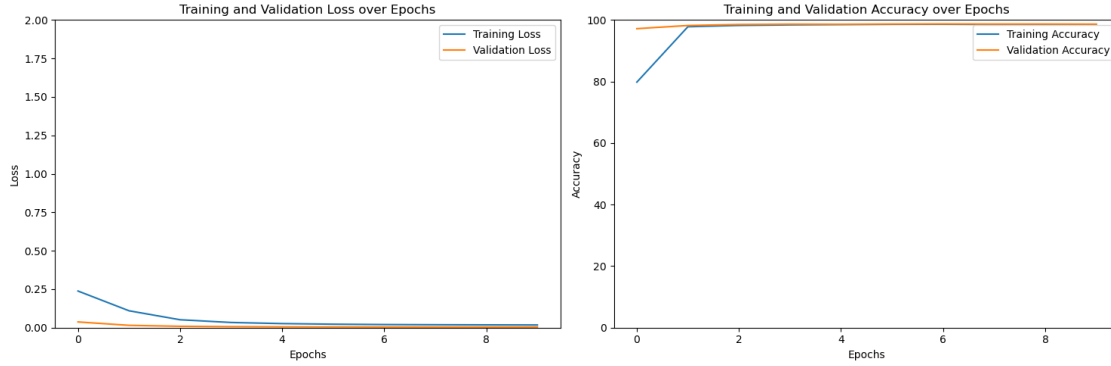 Training and Validation Loss over Epochs
2.00
1.75
1.50
1.25
1.00
0.75
0.50
0.25
0.00
Loss
Training Loss
Validation Loss
0 2 4 6 8
Epochs
Training and Validation Accuracy over Epochs
100
80
60
40
20
0
Accuracy
Training Accuracy
Validation Accuracy
0 2 4 6 8
Epochs